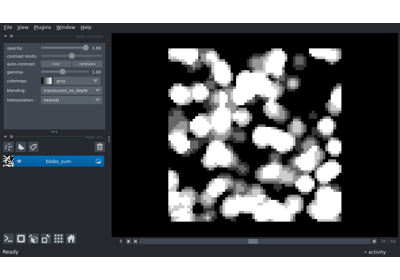 File View Plugins Window Help
opacity: 1.00
contrast limits:
auto-contrast: once continuous
gamma: 1.00
colormap: gray
blending: translucent_no_depth
interpolation: nearest
blobs_sum
Ready
activity